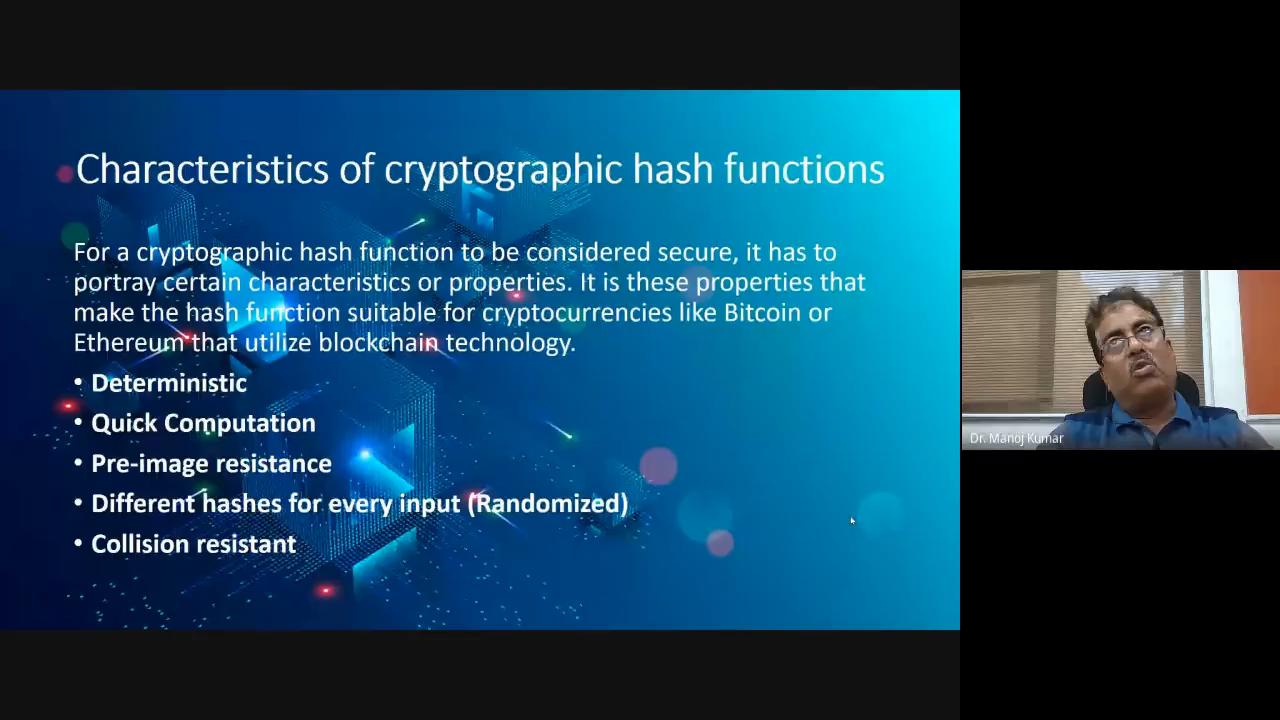 Characteristics of cryptographic hash functions
For a cryptographic hash function to be considered secure, it has to
portray certain characteristics or properties. It is these properties that
make the hash function suitable for cryptocurrencies like Bitcoin or
Ethereum that utilize blockchain technology.
• Deterministic
• Quick Computation
• Pre-image resistance
• Different hashes for every input (Randomized)
• Collision resistant
Dr. Manoj Kumar